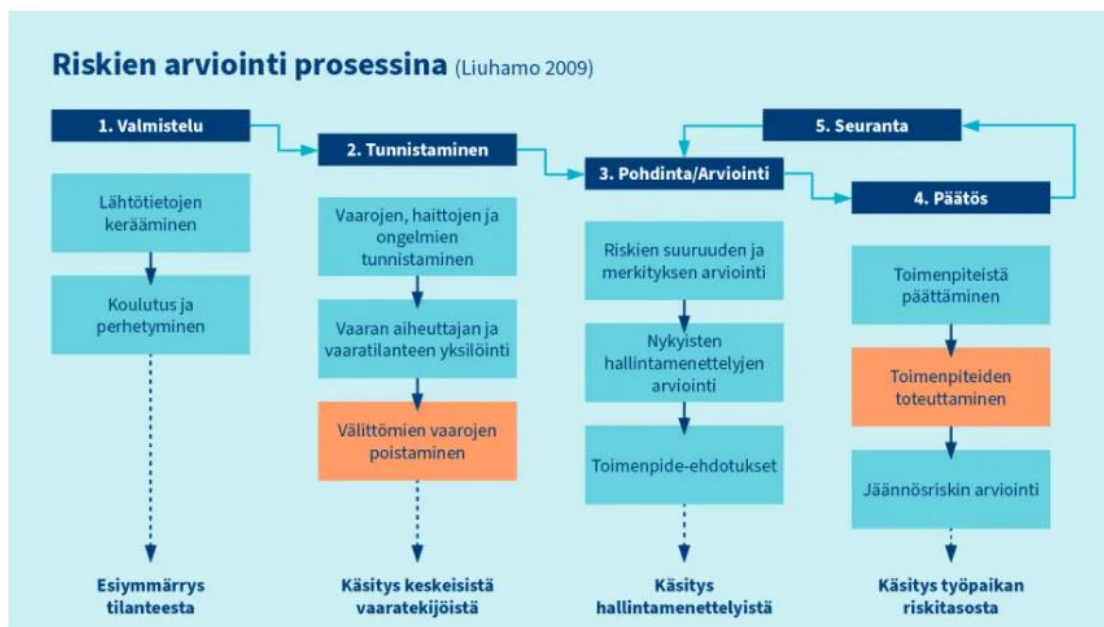 Riskien arviointi prosessina (Liuhamo 2009)
1. Valmistelu
Lähtötietojen
kerääminen
Koulutus ja
perhetyminen
Esiymmärrys
tilanteesta
2. Tunnistaminen
Vaarojen, haittojen ja
ongelmien
tunnistaminen
Vaaran aiheuttajan ja
vaaratilanteen yksilöinti
Välittömien vaarojen
poistaminen
Käsitys keskeisistä
vaaratekijöistä
3. Pohdinta/Arviointi
Riskien suuruuden ja
merkityksen arviointi
Nykyisten
hallintamenettelyjen
arviointi
Toimenpide-ehdotukset
Käsitys
hallintamenettelyistä
4. Päätös
Toimenpiteistä
päättäminen
Toimenpiteiden
toteuttaminen
Jäännösriskin arviointi
Käsitys työpaikan
riskitasosta
5. Seuranta